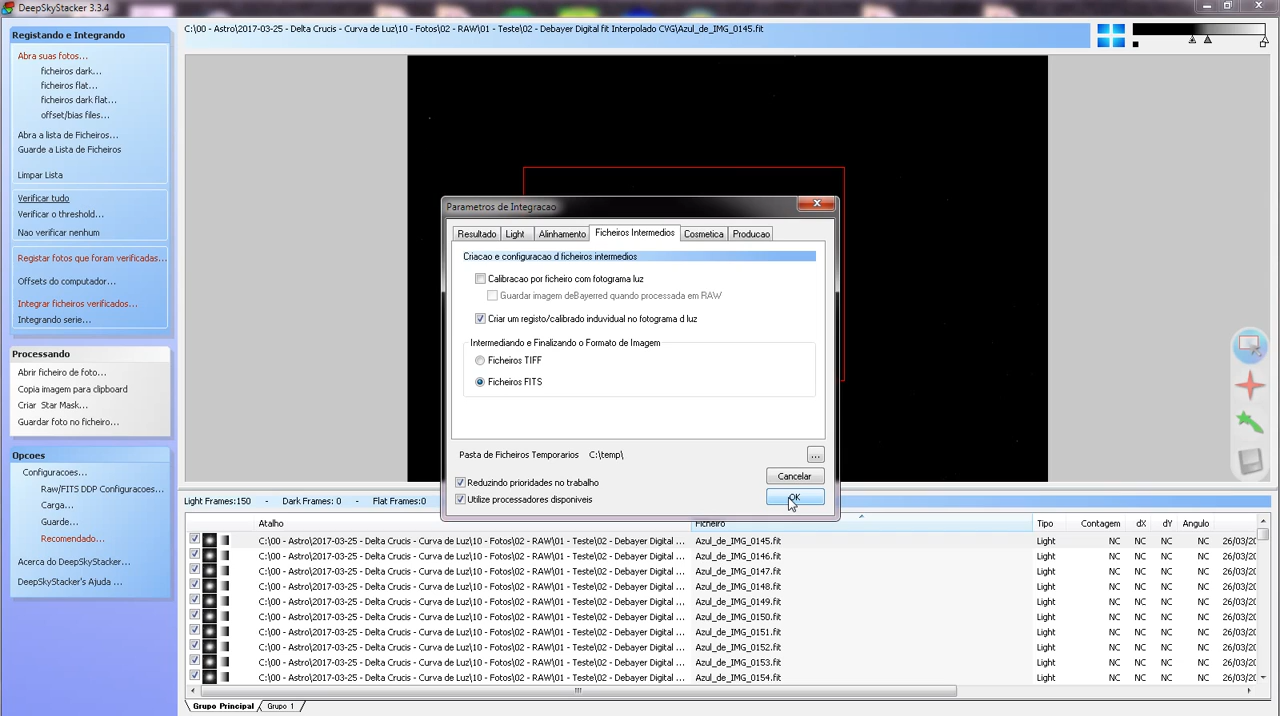 DeepSkyStacker 3.3.4
Registando e Integrando
Abra suas fotos...
ficheiros dark...
ficheiros flat...
ficheiros dark flat...
offset/bias files...
Abra a lista de Ficheiros...
Guarde a Lista de Ficheiros
Limpar Lista
Verificar tudo
Verificar o threshold...
Nao verificar nenhum
Registar fotos que foram verificadas...
Offsets do computador...
Integrar ficheiros verificados...
Integrando serie...
Processando
Abrir ficheiro de foto...
Copia imagem para clipboard
Criar Star Mask...
Guardar foto no ficheiro...
Opcoes
Configuracoes...
Raw/FITS DDP Configuracoes...
Carga...
Guarde...
Recomendado...
Acerca do DeepSkyStacker...
DeepSkyStacker's Ajuda ...
C:\00 - Astro\2017-03-25 - Delta Crucis - Curva de Luz\10 - Fotos\02 - RAW\01 - Teste\02 - Debayer Digital fit Interpolado CVG\Azul_de_IMG_0145.fit
Parametros de Integracao
Resultado Light Alinhamento Ficheiros Intermedios Cosmetica Producao
Criacao e configuracao d ficheiros intermedios
Calibracao por ficheiro com fotograma luz
Guardar imagem deBayerred quando processada em RAW
Criar um registo/calibrado induvidual no fotograma d luz
Intermediando e Finalizando o Formato de Imagem
Ficheiros TIFF
Ficheiros FITS
Pasta de Ficheiros Temporarios C:\temp\ ...
Reduzindo prioridades no trabalho
Utilize processadores disponiveis
Cancelar
OK
Light Frames:150 - Dark Frames: 0 - Flat Frames:0
Atalho Ficheiro Tipo Contagem dX dY Angulo
C:\00 - Astro\2017-03-25 - Delta Crucis - Curva de Luz\10 - Fotos\02 - RAW\01 - Teste\02 - Debayer Digital ... Azul_de_IMG_0145.fit Light NC NC NC NC 26/03/20
C:\00 - Astro\2017-03-25 - Delta Crucis - Curva de Luz\10 - Fotos\02 - RAW\01 - Teste\02 - Debayer Digital ... Azul_de_IMG_0146.fit Light NC NC NC NC 26/03/20
C:\00 - Astro\2017-03-25 - Delta Crucis - Curva de Luz\10 - Fotos\02 - RAW\01 - Teste\02 - Debayer Digital ... Azul_de_IMG_0147.fit Light NC NC NC NC 26/03/20
C:\00 - Astro\2017-03-25 - Delta Crucis - Curva de Luz\10 - Fotos\02 - RAW\01 - Teste\02 - Debayer Digital ... Azul_de_IMG_0148.fit Light NC NC NC NC 26/03/20
C:\00 - Astro\2017-03-25 - Delta Crucis - Curva de Luz\10 - Fotos\02 - RAW\01 - Teste\02 - Debayer Digital ... Azul_de_IMG_0149.fit Light NC NC NC NC 26/03/20
C:\00 - Astro\2017-03-25 - Delta Crucis - Curva de Luz\10 - Fotos\02 - RAW\01 - Teste\02 - Debayer Digital ... Azul_de_IMG_0150.fit Light NC NC NC NC 26/03/20
C:\00 - Astro\2017-03-25 - Delta Crucis - Curva de Luz\10 - Fotos\02 - RAW\01 - Teste\02 - Debayer Digital ... Azul_de_IMG_0151.fit Light NC NC NC NC 26/03/20
C:\00 - Astro\2017-03-25 - Delta Crucis - Curva de Luz\10 - Fotos\02 - RAW\01 - Teste\02 - Debayer Digital ... Azul_de_IMG_0152.fit Light NC NC NC NC 26/03/20
C:\00 - Astro\2017-03-25 - Delta Crucis - Curva de Luz\10 - Fotos\02 - RAW\01 - Teste\02 - Debayer Digital ... Azul_de_IMG_0153.fit Light NC NC NC NC 26/03/20
C:\00 - Astro\2017-03-25 - Delta Crucis - Curva de Luz\10 - Fotos\02 - RAW\01 - Teste\02 - Debayer Digital ... Azul_de_IMG_0154.fit Light NC NC NC NC 26/03/20
Grupo Principal Grupo 1